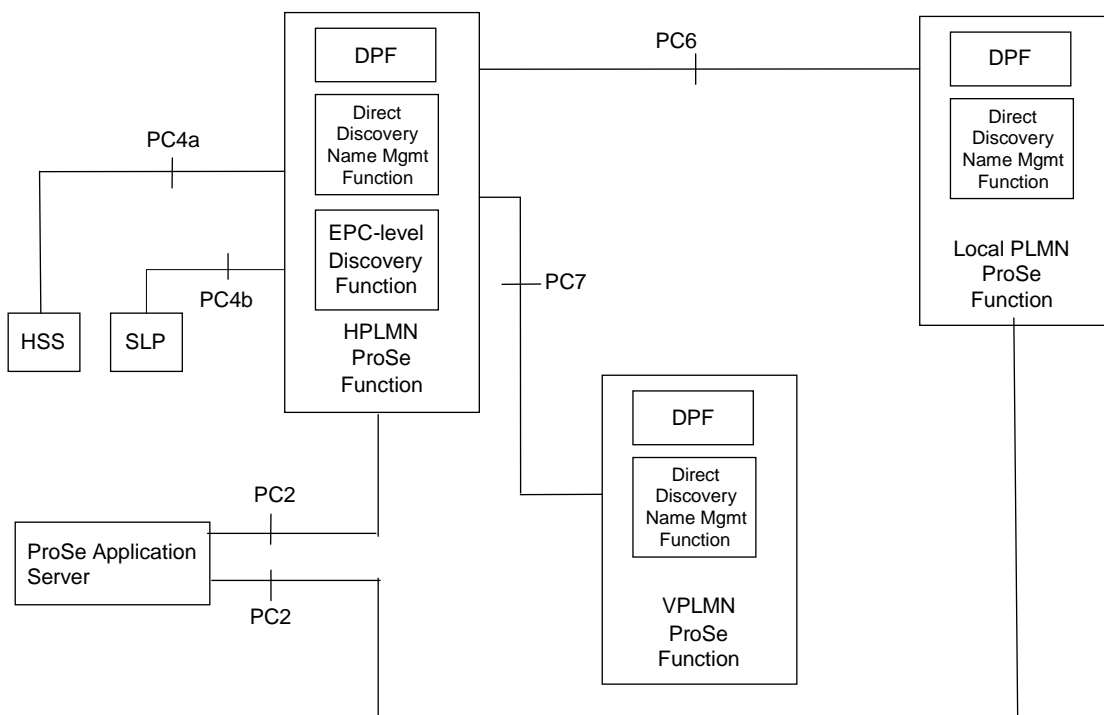 DPF
Direct
Discovery
Name Mgmt
Function
EPC-level
Discovery
Function
HPLMN
ProSe
Function
PC6
DPF
Direct
Discovery
Name Mgmt
Function
Local PLMN
ProSe
Function
PC4a
PC4b
HSS
SLP
PC7
DPF
Direct
Discovery
Name Mgmt
Function
VPLMN
ProSe
Function
PC2
ProSe Application
Server
PC2